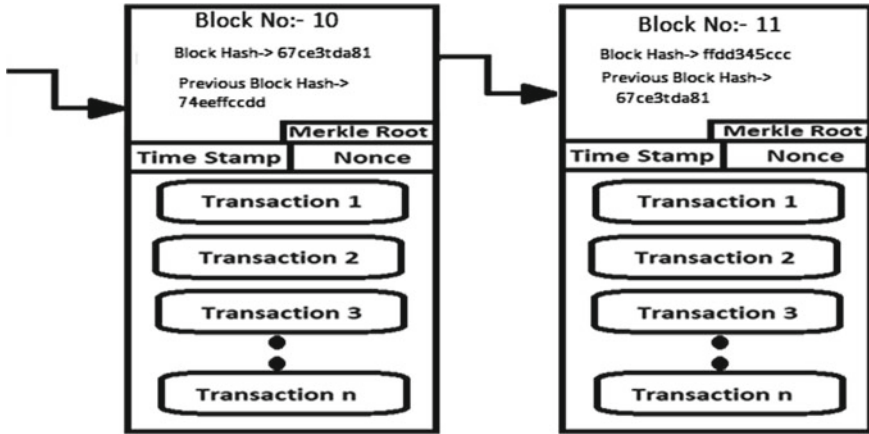 Block No:- 10
Block Hash-> 67ce3tda81
Previous Block Hash->
74eeffccdd
Merkle Root
Time Stamp
Nonce
Transaction 1
Transaction 2
Transaction 3
Transaction n
Block No:- 11
Block Hash-> ffdd345ccc
Previous Block Hash->
67ce3tda81
Merkle Root
Time Stamp
Nonce
Transaction 1
Transaction 2
Transaction 3
Transaction n